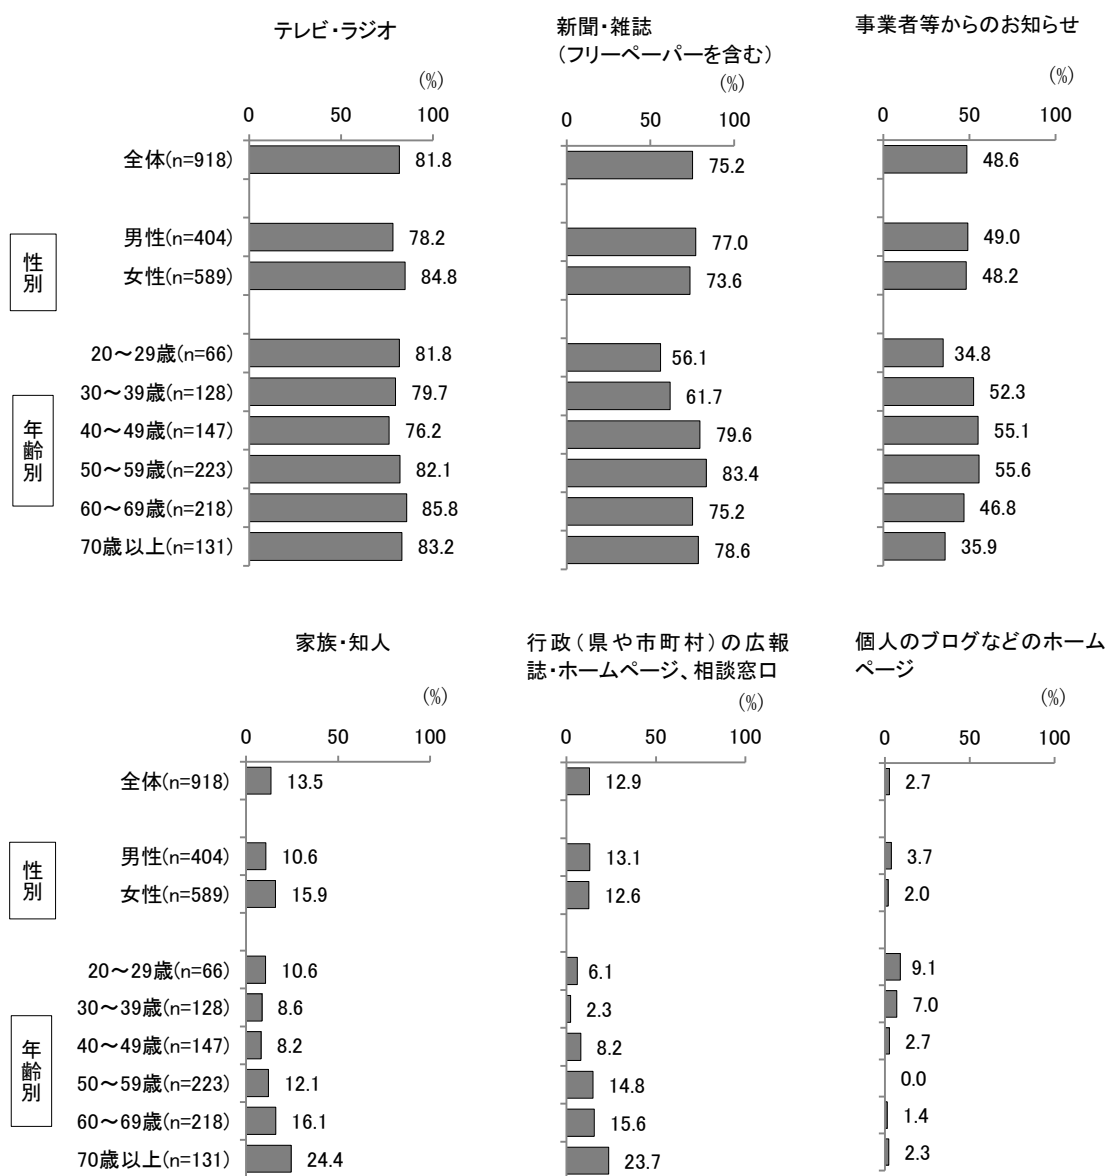 テレビ・ラジオ
新聞・雑誌
（フリーペーパーを含む）
事業者等からのお知らせ
(%)
(%)
(%)
0 50 100
0 50 100
0 50 100
全体(n=918) 81.8 75.2 48.6
男性(n=404) 78.2 77.0 49.0
性別
女性(n=589) 84.8 73.6 48.2
20～29歳(n=66) 81.8 56.1 34.8
30～39歳(n=128) 79.7 61.7 52.3
年齢別
40～49歳(n=147) 76.2 79.6 55.1
50～59歳(n=223) 82.1 83.4 55.6
60～69歳(n=218) 85.8 75.2 46.8
70歳以上(n=131) 83.2 78.6 35.9
家族・知人
行政（県や市町村）の広報
誌・ホームページ、相談窓口
個人のブログなどのホーム
ページ
(%)
(%)
(%)
0 50 100
0 50 100
0 50 100
全体(n=918) 13.5 12.9 2.7
男性(n=404) 10.6 13.1 3.7
性別
女性(n=589) 15.9 12.6 2.0
20～29歳(n=66) 10.6 6.1 9.1
30～39歳(n=128) 8.6 2.3 7.0
年齢別
40～49歳(n=147) 8.2 8.2 2.7
50～59歳(n=223) 12.1 14.8 0.0
60～69歳(n=218) 16.1 15.6 1.4
70歳以上(n=131) 24.4 23.7 2.3